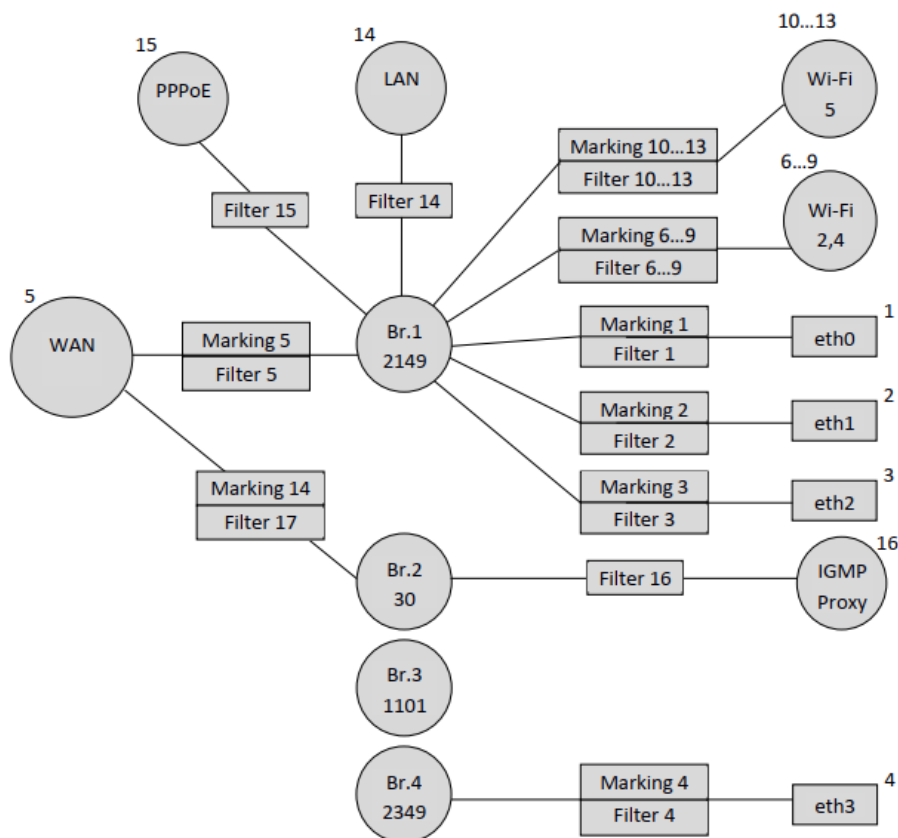 10...13
15
14
PPPoE
LAN
Wi-Fi
5
Marking 10...13
Filter 10...13
6...9
Filter 15
Filter 14
Wi-Fi
2,4
Marking 6...9
Filter 6...9
5
WAN
Marking 5
Filter 5
Br.1
2149
Marking 1
Filter 1
1
eth0
Marking 2
Filter 2
2
eth1
Marking 3
Filter 3
3
eth2
Marking 14
Filter 17
Br.2
30
Filter 16
16
IGMP
Proxy
Br.3
1101
Br.4
2349
Marking 4
Filter 4
4
eth3